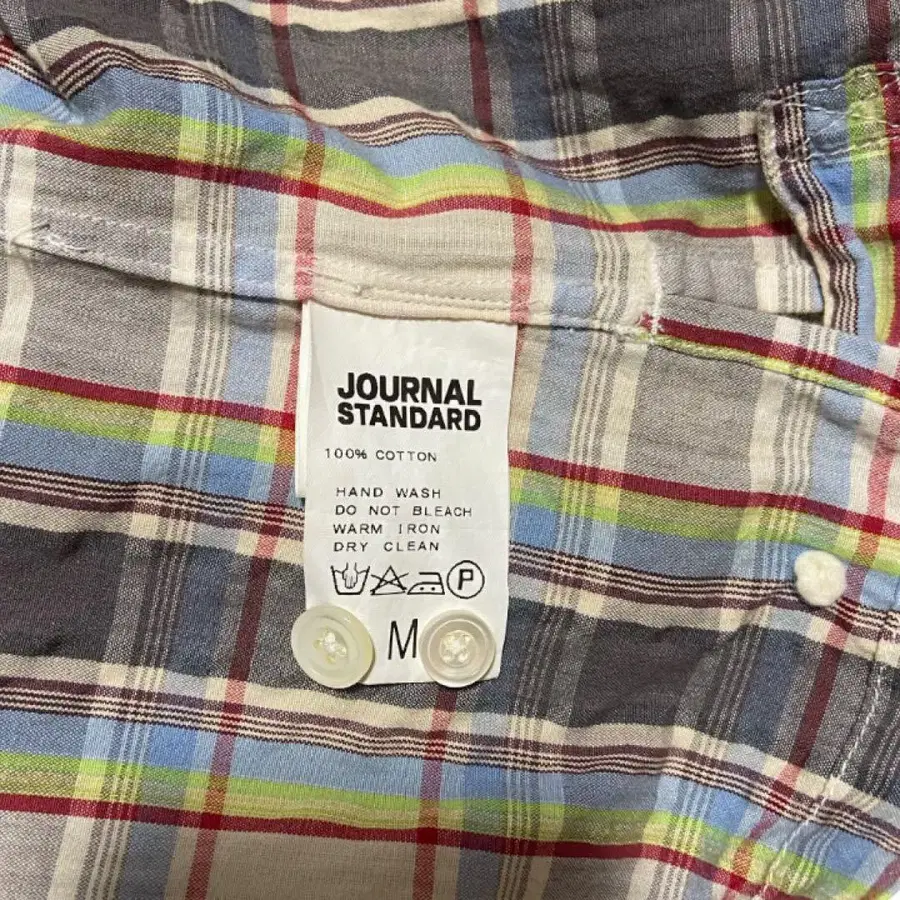 JOURNAL
STANDARD
100% COTTON
HAND WASH
DO NOT BLEACH
WARM IRON
DRY CLEAN
P
M